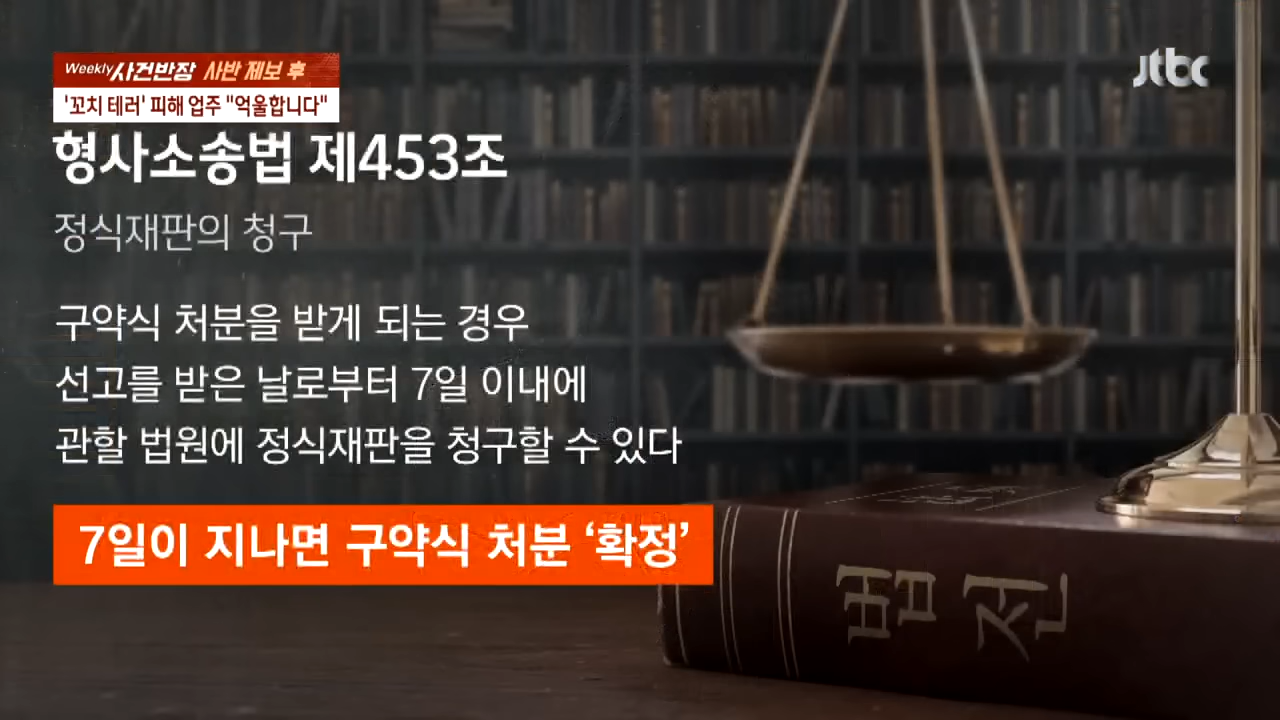 Weekly 사건반장 사반 제보 후
jtbc
'꼬치 테러' 피해 업주 "억울합니다"
형사소송법 제453조
정식재판의 청구
구약식 처분을 받게 되는 경우
선고를 받은 날로부터 7일 이내에
관할 법원에 정식재판을 청구할 수 있다
7일이 지나면 구약식 처분 ‘확정’
법전